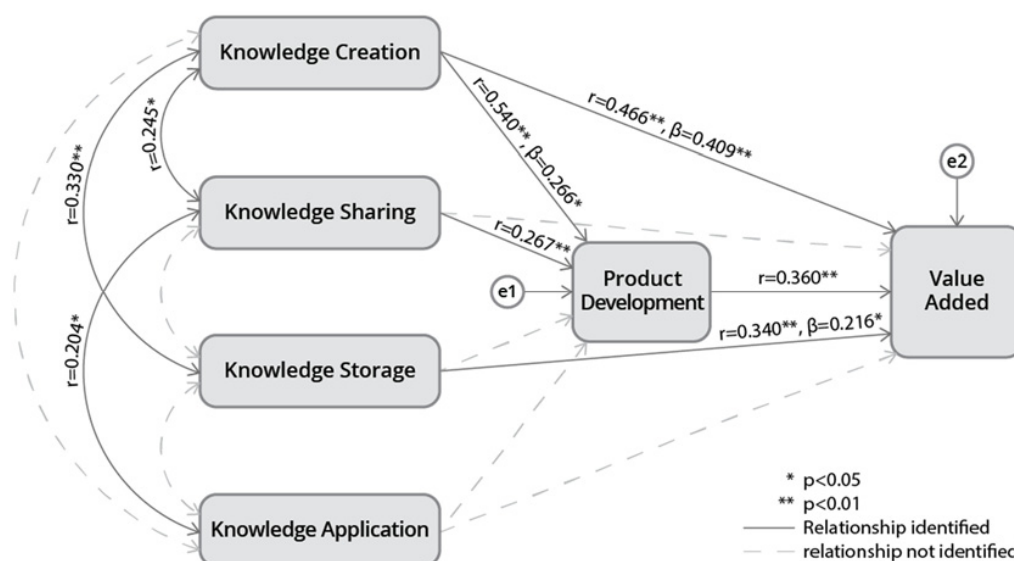 Knowledge Creation
r=0.540**, β=0.266*
r=0.466**, β=0.409**
r=0.245*
r=0.330**
e2
Knowledge Sharing
r=0.267**
Product
Development
r=0.360**
Value
Added
e1
r=0.340**, β=0.216*
r=0.204*
Knowledge Storage
Knowledge Application
* p<0.05
** p<0.01
Relationship identified
relationship not identified